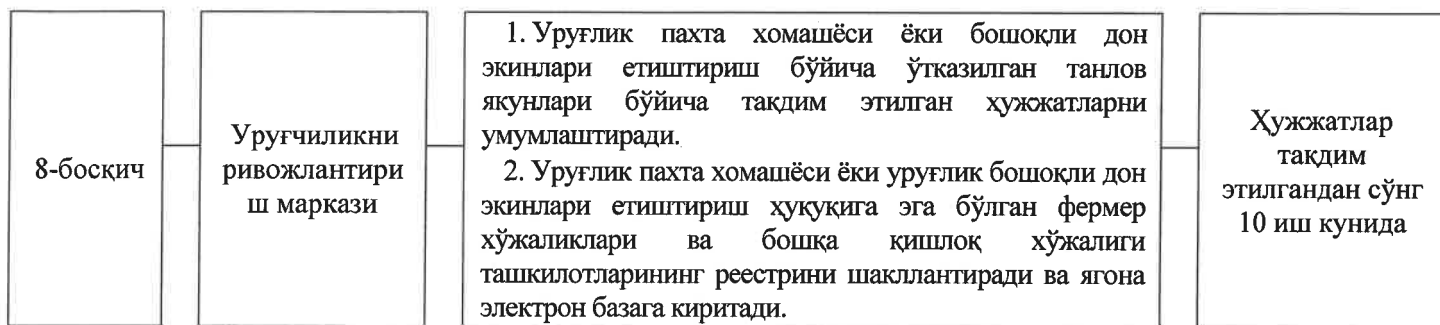 8-босқич
Уруғчиликни
ривожлантири
ш маркази
1. Уруғлик пахта хомашёси ёки бошоқли дон
экинлари етиштириш бўйича ўтказилган танлов
якунлари бўйича тақдим этилган ҳужжатларни
умумлаштиради.
2. Уруғлик пахта хомашёси ёки уруғлик бошоқли дон
экинлари етиштириш ҳуқуқига эга бўлган фермер
хўжаликлари ва бошқа қишлоқ хўжалиги
ташкилотларининг реестрини шакллантиради ва ягона
электрон базага киритади.
Ҳужжатлар
тақдим
этилгандан сўнг
10 иш кунида